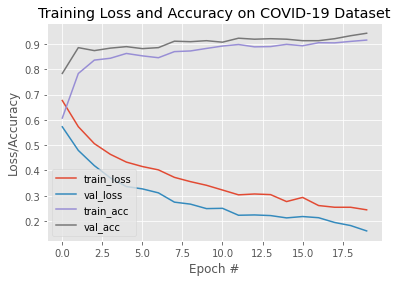 Training Loss and Accuracy on COVID-19 Dataset
Loss/Accuracy
0.9
0.8
0.7
0.6
0.5
0.4
0.3
0.2
train_loss
val_loss
train_acc
val_acc
0.0 2.5 5.0 7.5 10.0 12.5 15.0 17.5
Epoch #